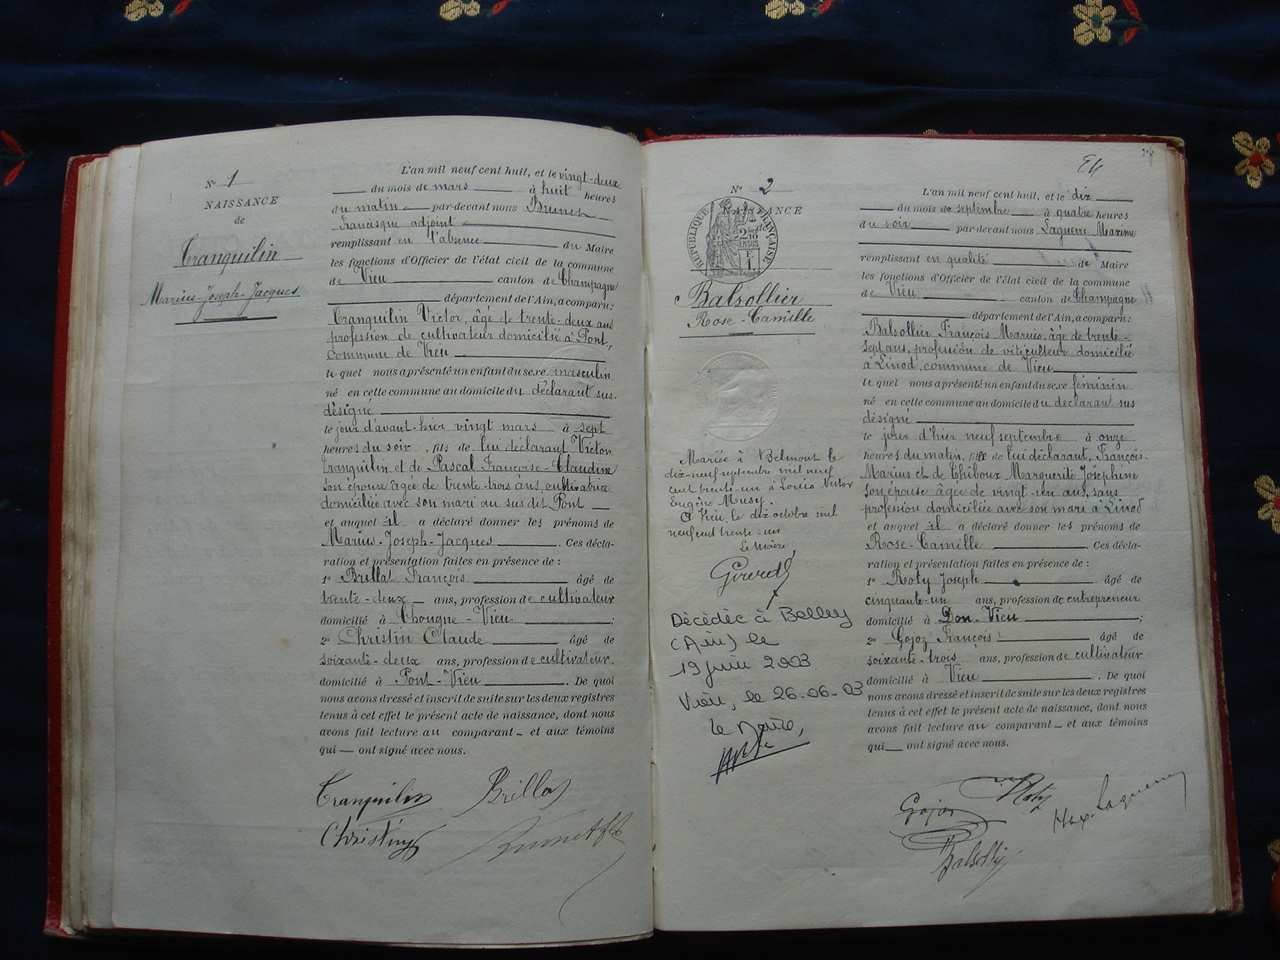 N° 1
NAISSANCE
de
Tranquilin
Marius-Joseph-Jacques
L'an mil neuf cent huit, et le vingt-deux
du mois de mars à huit heures
du matin par-devant nous Brunet
Francisque adjoint
remplissant en l'absence du Maire
les fonctions d'Officier de l'état civil de la commune
de Vieu canton de Champagne
département de l'Ain, a comparu :
Tranquilin Victor, âgé de trente-deux ans
profession de cultivateur domicilié à Pont,
commune de Vieu
lequel nous a présenté un enfant du sexe masculin
né en cette commune au domicile du déclarant sus
désigné
le jour d'avant-hier vingt mars à sept
heures du soir, fils de lui déclarant Victor
Tranquilin et de Pascal Françoise-Claudine
son épouse âgée de trente-trois ans, cultivatrice
domiciliée avec son mari au sus dit Pont
et auquel il a déclaré donner les prénoms de
Marius-Joseph-Jacques Ces décla-
ration et présentation faites en présence de :
1° Brillat François âgé de
trente-deux ans, profession de cultivateur
domicilié à Chongne-Vieu ;
2° Christin Claude âgé de
soixante-deux ans, profession de cultivateur
domicilié à Pont-Vieu . De quoi
nous avons dressé et inscrit de suite sur les deux registres
tenus à cet effet le présent acte de naissance, dont nous
avons fait lecture au comparant et aux témoins
qui ont signé avec nous.
Tranquilin Brillat
Christin Brunet
N° 2
NAISSANCE
RÉPUBLIQUE FRANÇAISE
Balsollier
Rose-Camille
Mariée à Belmont le
dix-neuf septembre mil neuf
cent trente-un à Louis Victor
Eugène Musy.
A Vieu, le dix octobre mil
neuf cent trente-un
Le Maire,
Décédée à Belley
(Ain) le
19 juin 2003
Vieu, le 26-06-03
le Maire,
L'an mil neuf cent huit, et le dix
du mois de septembre à quatre heures
du soir par-devant nous Laguerre Maxime
remplissant en qualité de Maire
les fonctions d'Officier de l'état civil de la commune
de Vieu canton de Champagne
département de l'Ain, a comparu :
Balsollier François Marius, âgé de trente-
sept ans, profession de viticulteur domicilié
à Linod, commune de Vieu
lequel nous a présenté un enfant du sexe féminin
né en cette commune au domicile du déclarant sus
désigné
le jour d'hier neuf septembre à onze
heures du matin, fille de lui déclarant, François-
Marius et de Théboux Marguerite Joséphine
son épouse âgée de vingt-un ans, sans
profession domiciliée avec son mari à Linod
et auquel il a déclaré donner les prénoms de
Rose-Camille Ces décla-
ration et présentation faites en présence de :
1° Roty Joseph âgé de
cinquante-un ans, profession de entrepreneur
domicilié à Don-Vieu ;
2° Gojoz François âgé de
soixante-trois ans, profession de cultivateur
domicilié à Vieu . De quoi
nous avons dressé et inscrit de suite sur les deux registres
tenus à cet effet le présent acte de naissance, dont nous
avons fait lecture au comparant et aux témoins
qui ont signé avec nous.
Gojoz Roty Max. Laguerre
Balsollier